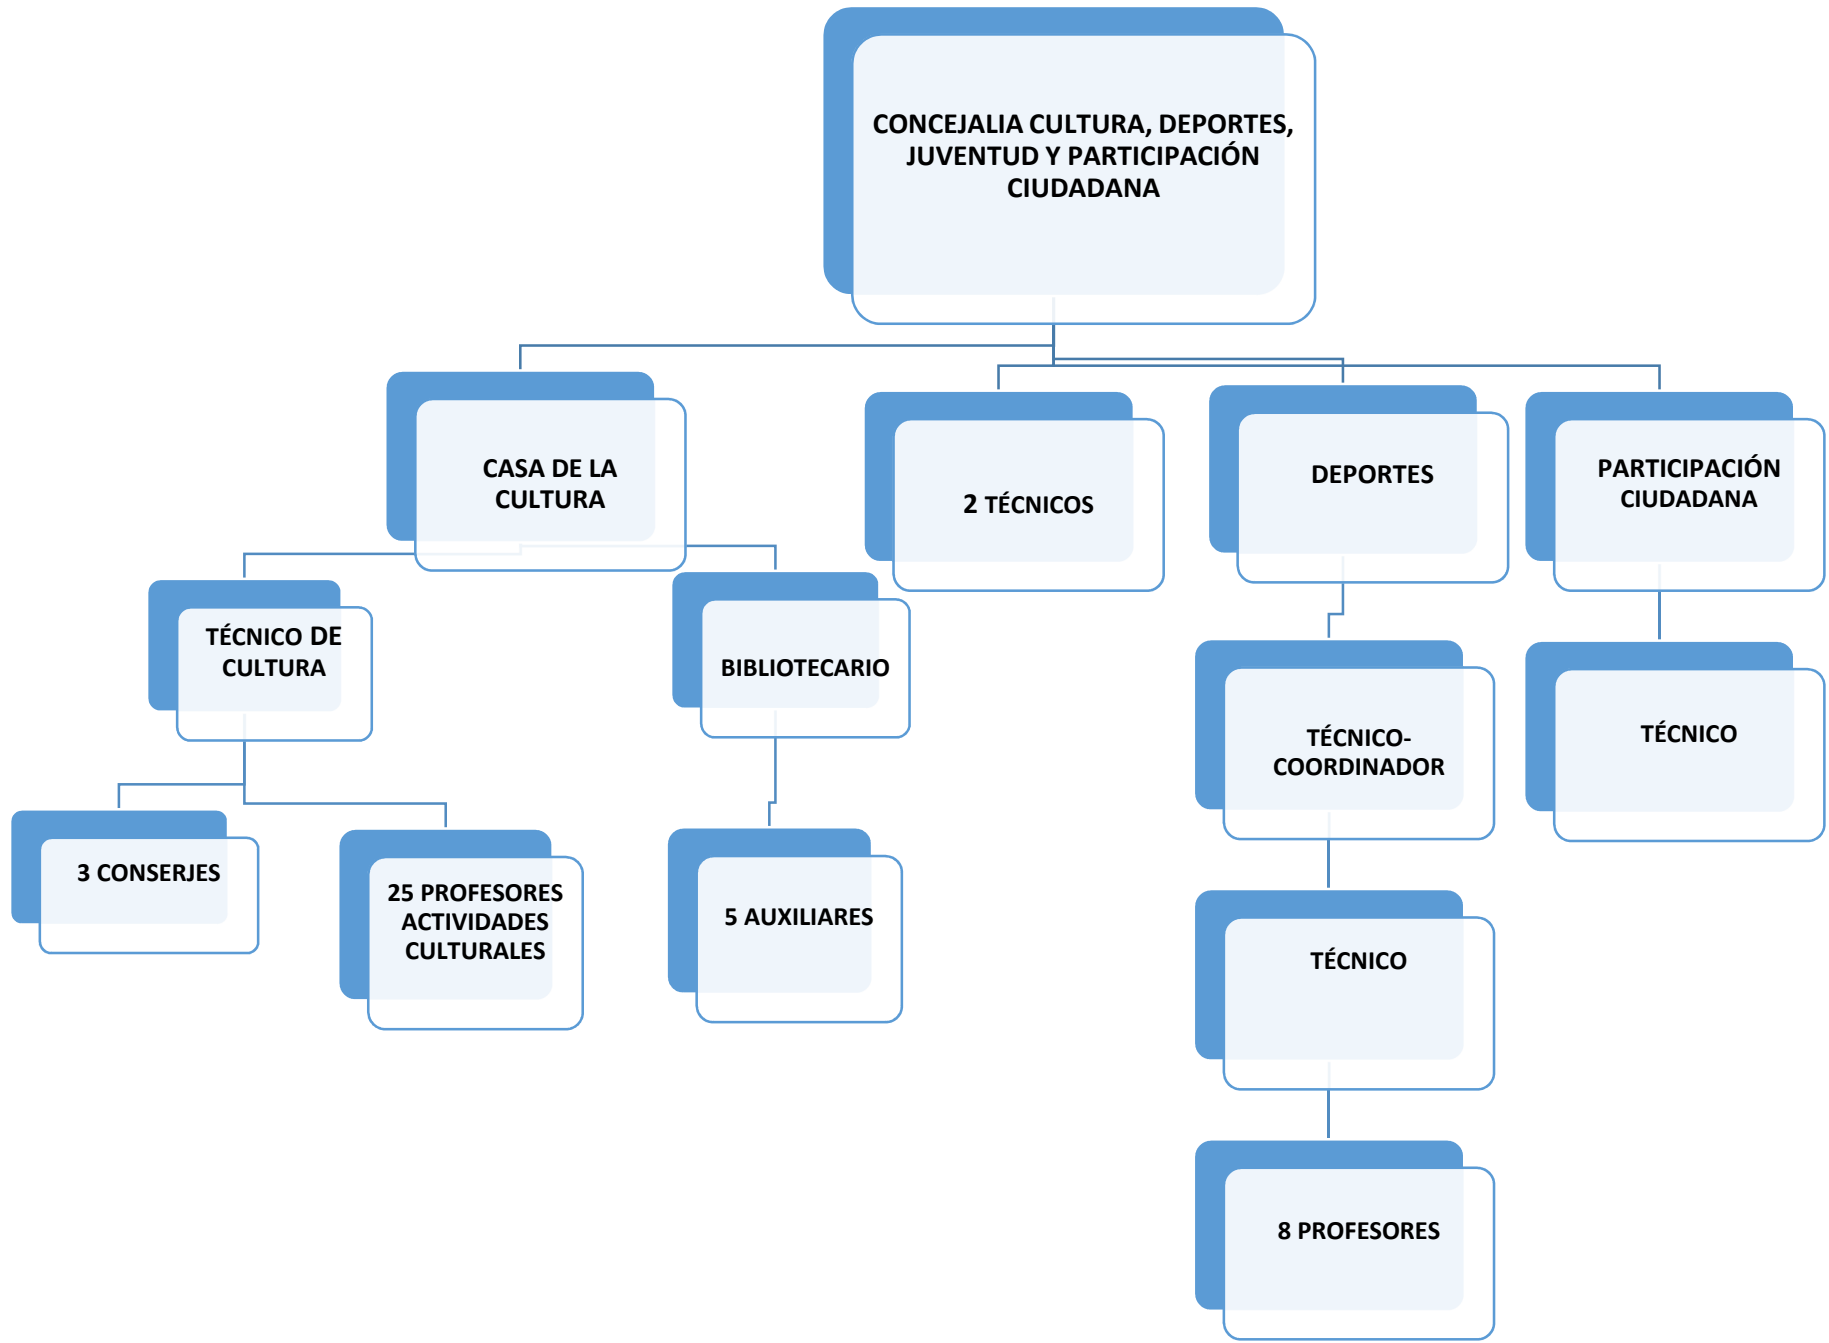 CONCEJALIA CULTURA, DEPORTES,
JUVENTUD Y PARTICIPACIÓN
CIUDADANA
CASA DE LA
CULTURA
2 TÉCNICOS
DEPORTES
PARTICIPACIÓN
CIUDADANA
TÉCNICO DE
CULTURA
BIBLIOTECARIO
TÉCNICO-
COORDINADOR
TÉCNICO
3 CONSERJES
25 PROFESORES
ACTIVIDADES
CULTURALES
5 AUXILIARES
TÉCNICO
8 PROFESORES